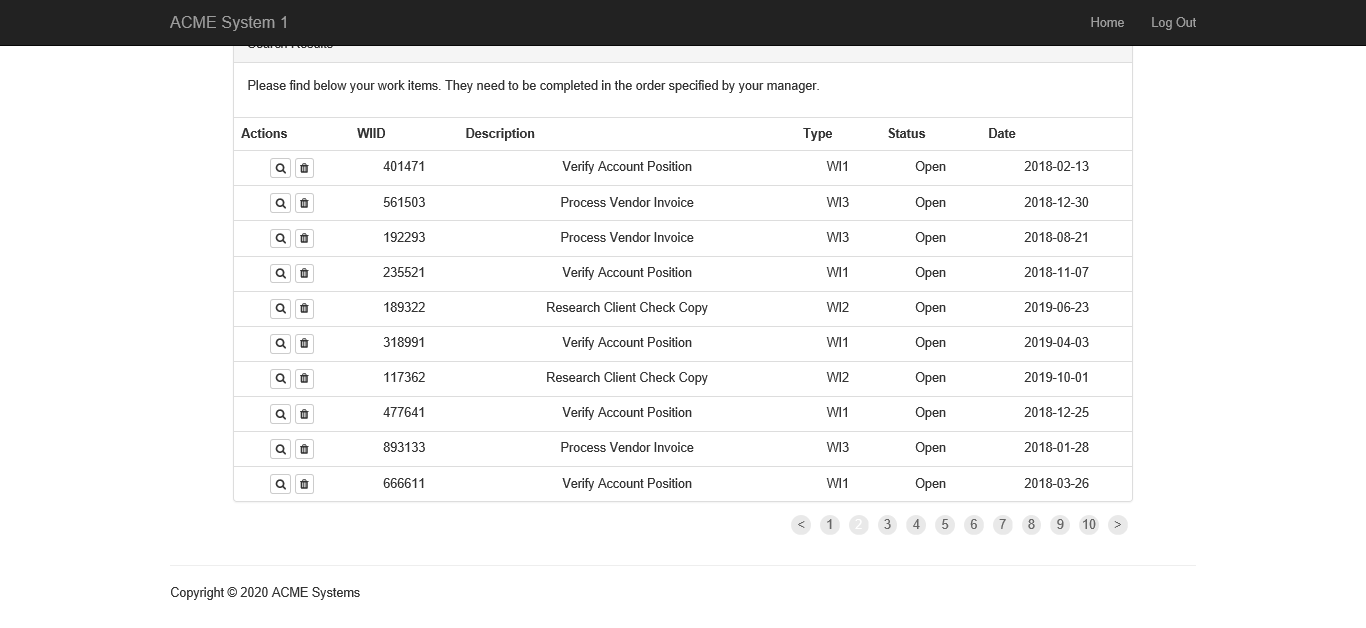 ACME System 1 Home Log Out
Search Results
Please find below your work items. They need to be completed in the order specified by your manager.
Actions WIID Description Type Status Date
401471 Verify Account Position WI1 Open 2018-02-13
561503 Process Vendor Invoice WI3 Open 2018-12-30
192293 Process Vendor Invoice WI3 Open 2018-08-21
235521 Verify Account Position WI1 Open 2018-11-07
189322 Research Client Check Copy WI2 Open 2019-06-23
318991 Verify Account Position WI1 Open 2019-04-03
117362 Research Client Check Copy WI2 Open 2019-10-01
477641 Verify Account Position WI1 Open 2018-12-25
893133 Process Vendor Invoice WI3 Open 2018-01-28
666611 Verify Account Position WI1 Open 2018-03-26
< 1 2 3 4 5 6 7 8 9 10 >
Copyright © 2020 ACME Systems